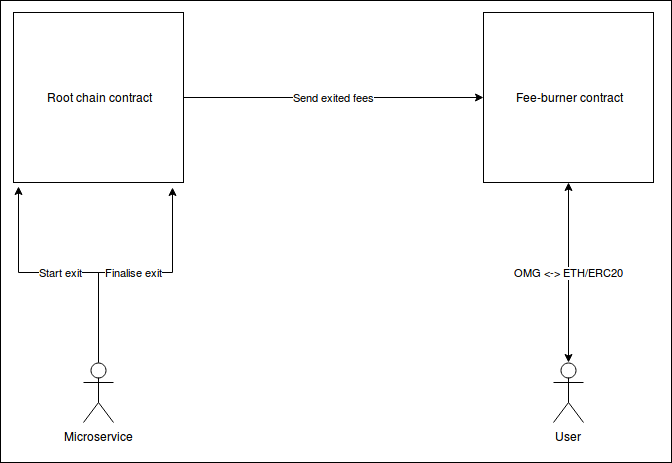 Root chain contract
Send exited fees
Fee-burner contract
Start exit
Finalise exit
OMG <-> ETH/ERC20
Microservice
User